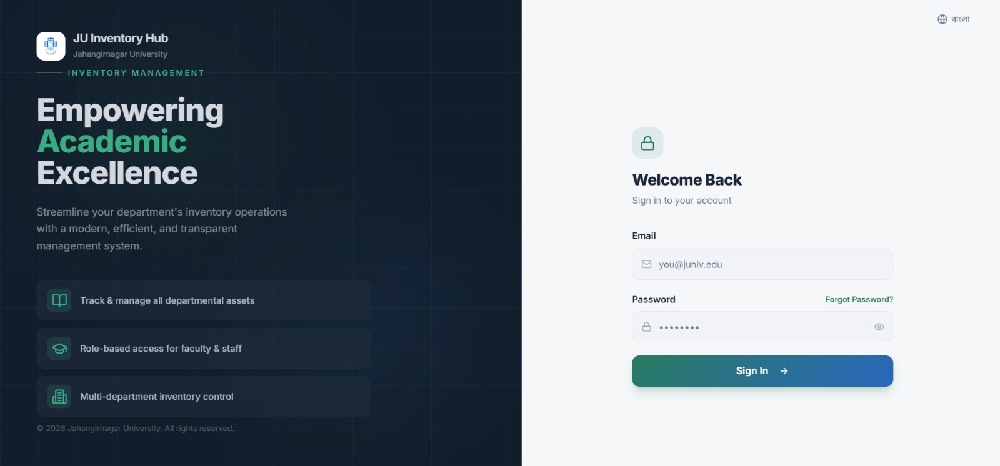 JU Inventory Hub
Jahangirnagar University
INVENTORY MANAGEMENT
Empowering
Academic
Excellence
Streamline your department's inventory operations
with a modern, efficient, and transparent
management system.
Track & manage all departmental assets
Role-based access for faculty & staff
Multi-department inventory control
© 2026 Jahangirnagar University. All rights reserved.
বাংলা
Welcome Back
Sign in to your account
Email
you@juniv.edu
Password
Forgot Password?
••••••••
Sign In →